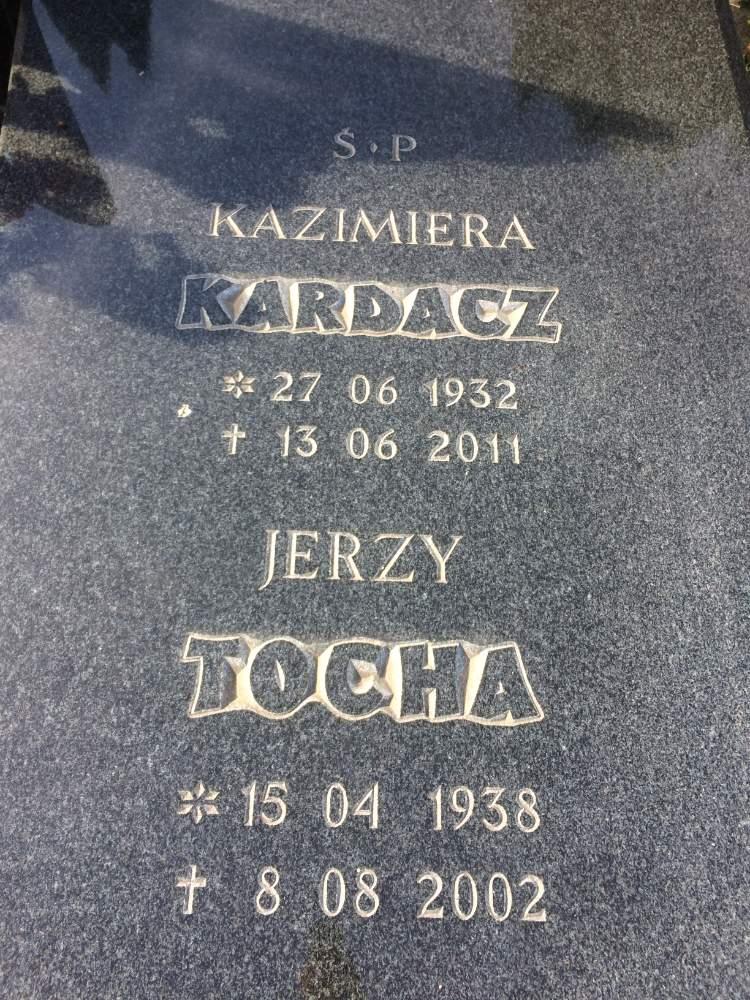 Ś·P
KAZIMIERA
KARDACZ
* 27 06 1932
✝ 13 06 2011
JERZY
TOCHA
* 15 04 1938
✝ 8 08 2002